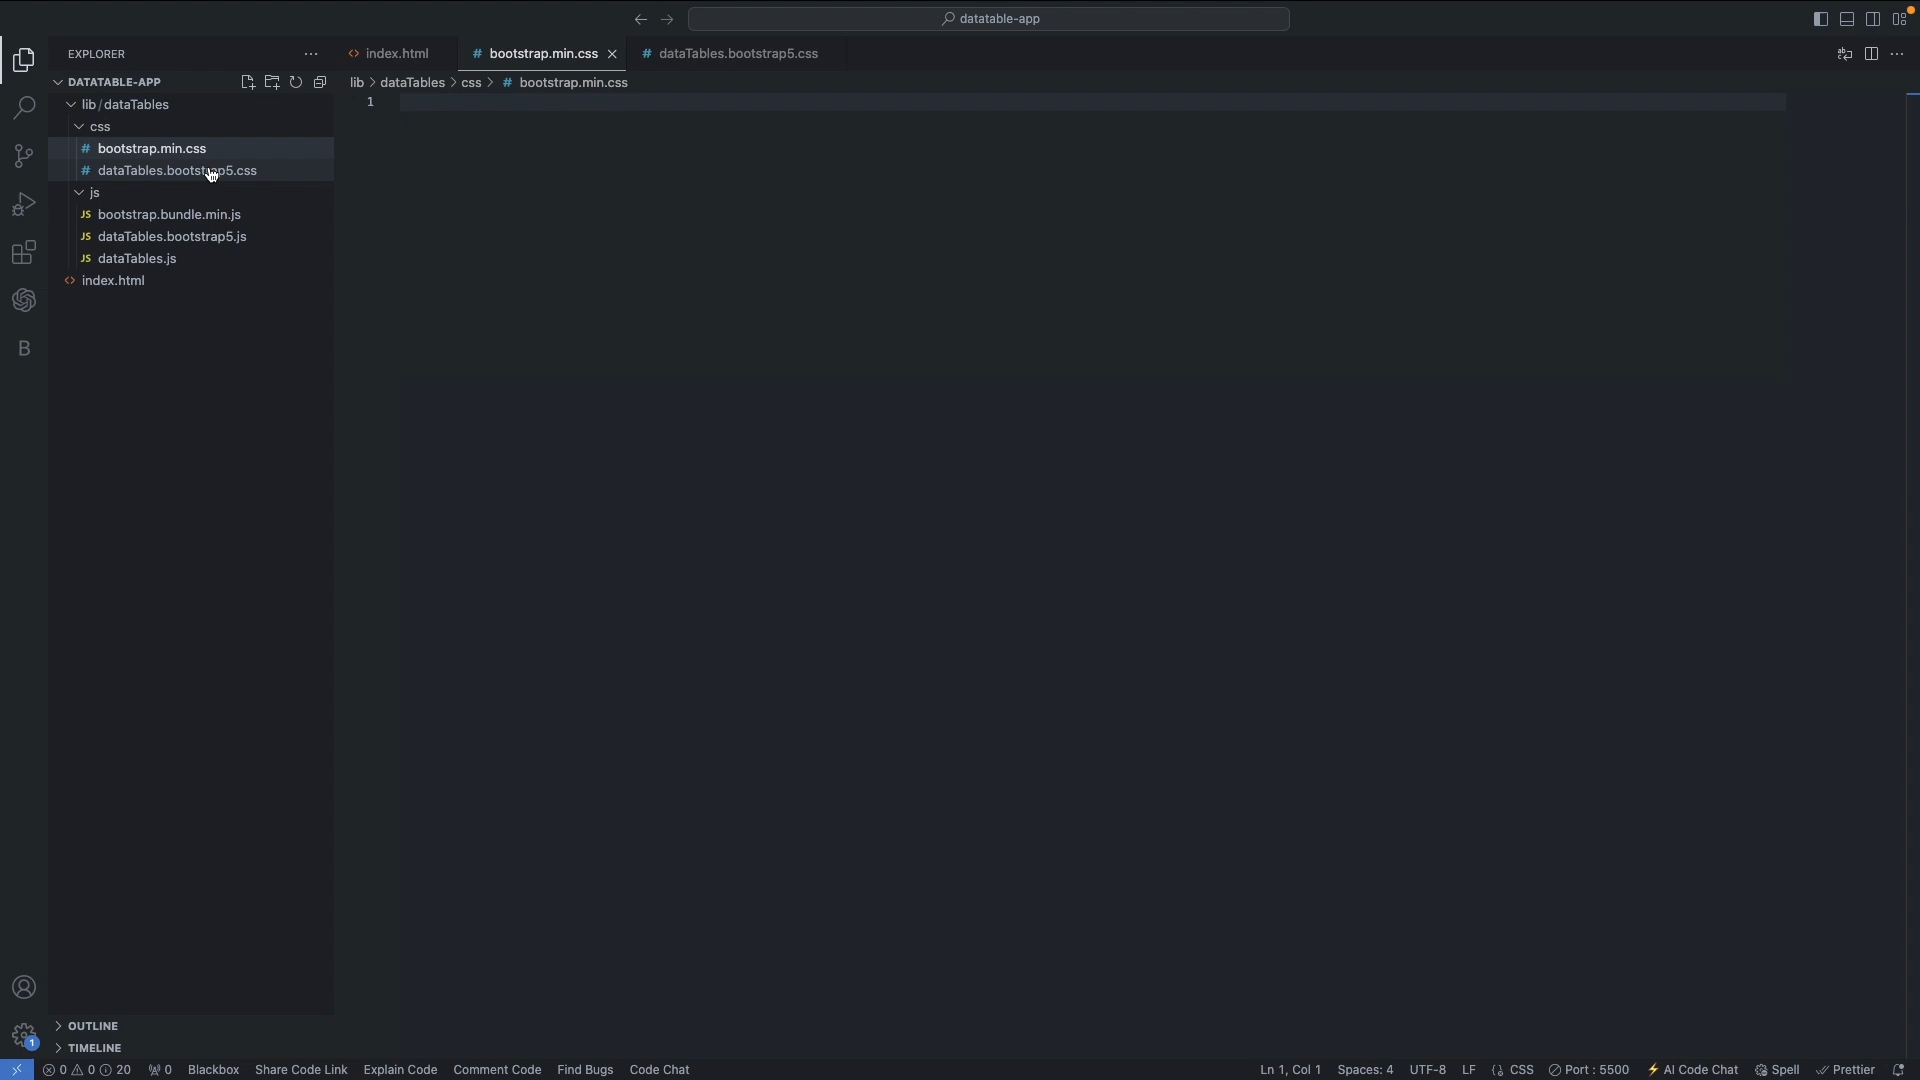 datatable-app
EXPLORER
index.html
# bootstrap.min.css
# dataTables.bootstrap5.css
DATATABLE-APP
lib > dataTables > css > # bootstrap.min.css
lib / dataTables
1
css
# bootstrap.min.css
# dataTables.bootstrap5.css
js
JS bootstrap.bundle.min.js
JS dataTables.bootstrap5.js
JS dataTables.js
<> index.html
B
OUTLINE
1
TIMELINE
0 0 20 0 Blackbox Share Code Link Explain Code Comment Code Find Bugs Code Chat Ln 1, Col 1 Spaces: 4 UTF-8 LF {} CSS Port : 5500 AI Code Chat Spell Prettier